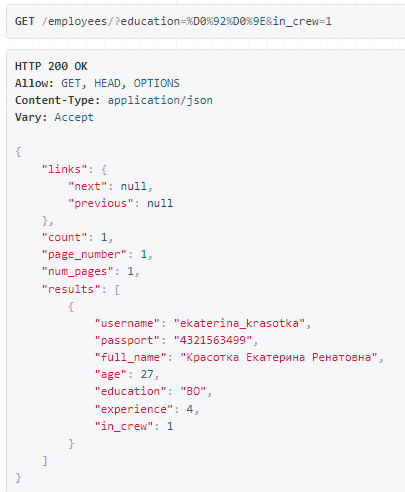 GET /employees/?education=%D0%92%D0%9E&in_crew=1
HTTP 200 OK
Allow: GET, HEAD, OPTIONS
Content-Type: application/json
Vary: Accept
{
    "links": {
        "next": null,
        "previous": null
    },
    "count": 1,
    "page_number": 1,
    "num_pages": 1,
    "results": [
        {
            "username": "ekaterina_krasotka",
            "passport": "4321563499",
            "full_name": "Красотка Екатерина Ренатовна",
            "age": 27,
            "education": "ВО",
            "experience": 4,
            "in_crew": 1
        }
    ]
}